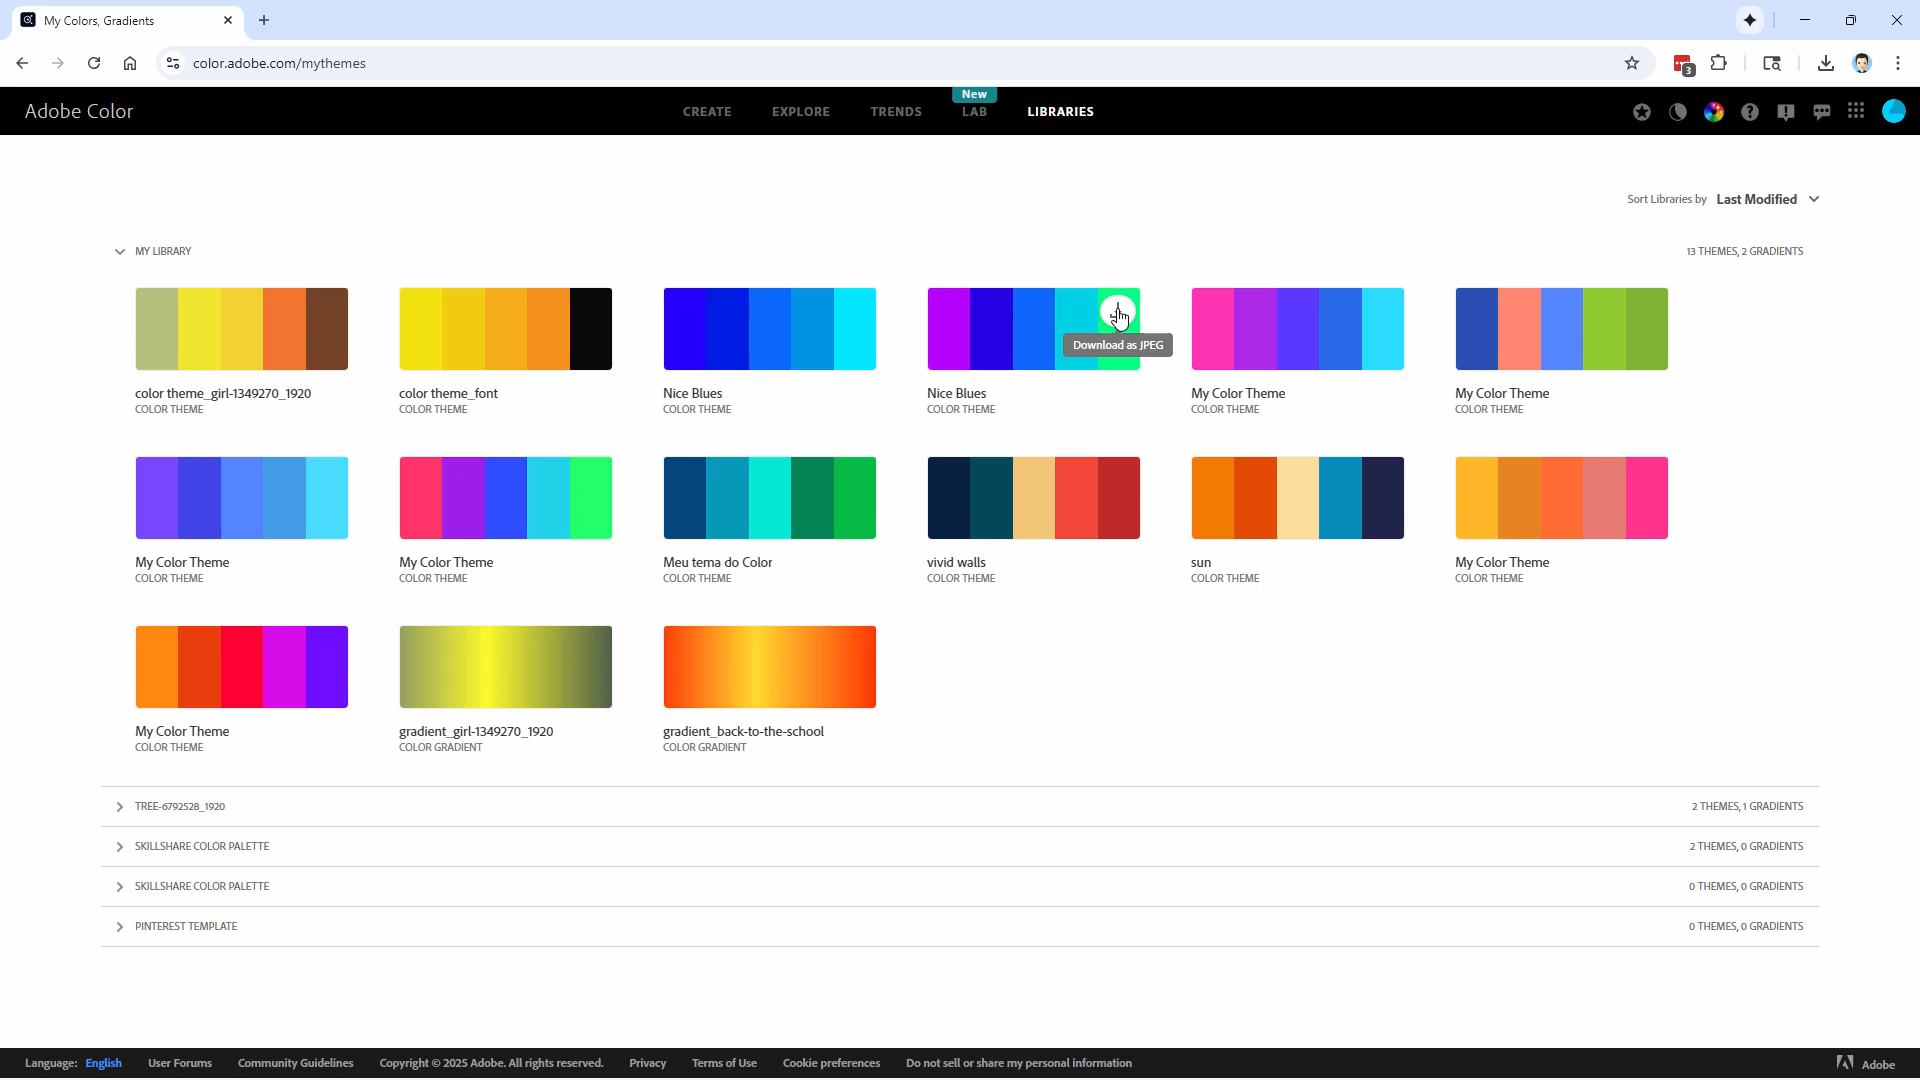 My Colors, Gradients
color.adobe.com/mythemes
3
Adobe Color
CREATE
EXPLORE
TRENDS
New
LAB
LIBRARIES
Sort Libraries by Last Modified
MY LIBRARY
13 THEMES, 2 GRADIENTS
Download as JPEG
color theme_girl-1349270_1920
COLOR THEME
color theme_font
COLOR THEME
Nice Blues
COLOR THEME
Nice Blues
COLOR THEME
My Color Theme
COLOR THEME
My Color Theme
COLOR THEME
My Color Theme
COLOR THEME
My Color Theme
COLOR THEME
Meu tema do Color
COLOR THEME
vivid walls
COLOR THEME
sun
COLOR THEME
My Color Theme
COLOR THEME
My Color Theme
COLOR THEME
gradient_girl-1349270_1920
COLOR GRADIENT
gradient_back-to-the-school
COLOR GRADIENT
TREE-6792528_1920
2 THEMES, 1 GRADIENTS
SKILLSHARE COLOR PALETTE
2 THEMES, 0 GRADIENTS
SKILLSHARE COLOR PALETTE
0 THEMES, 0 GRADIENTS
PINTEREST TEMPLATE
0 THEMES, 0 GRADIENTS
Language: English
User Forums
Community Guidelines
Copyright © 2025 Adobe. All rights reserved.
Privacy
Terms of Use
Cookie preferences
Do not sell or share my personal information
Adobe